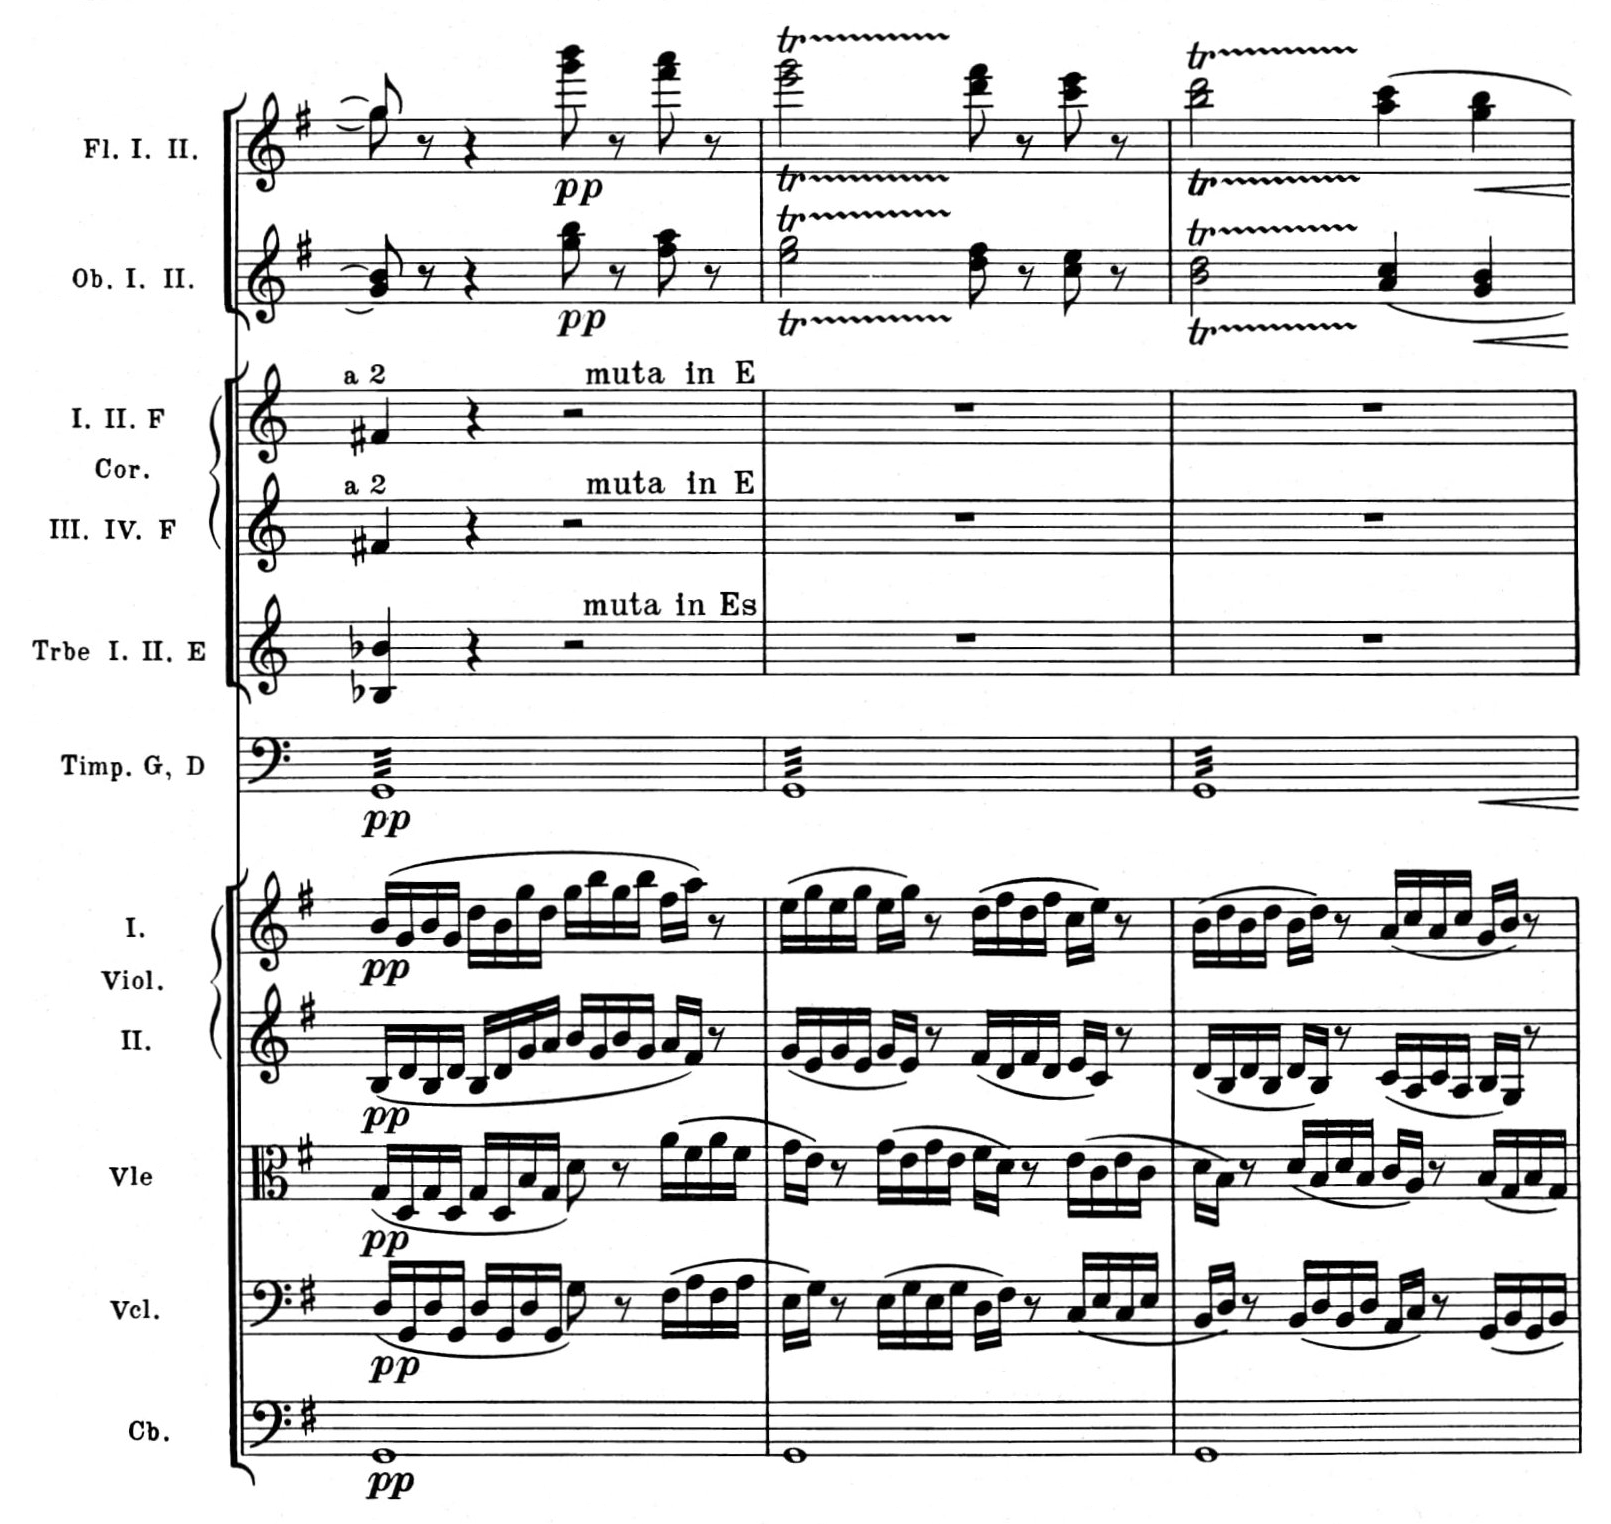 tr
tr
Fl. I. II.
pp
tr
tr
tr
tr
Ob. I. II.
pp
tr
tr
a 2 muta in E
I. II. F
Cor.
a 2 muta in E
III. IV. F
muta in Es
Trbe I. II. E
Timp. G, D
pp
I.
pp
Viol.
II.
pp
Vle
pp
Vcl.
pp
Cb.
pp